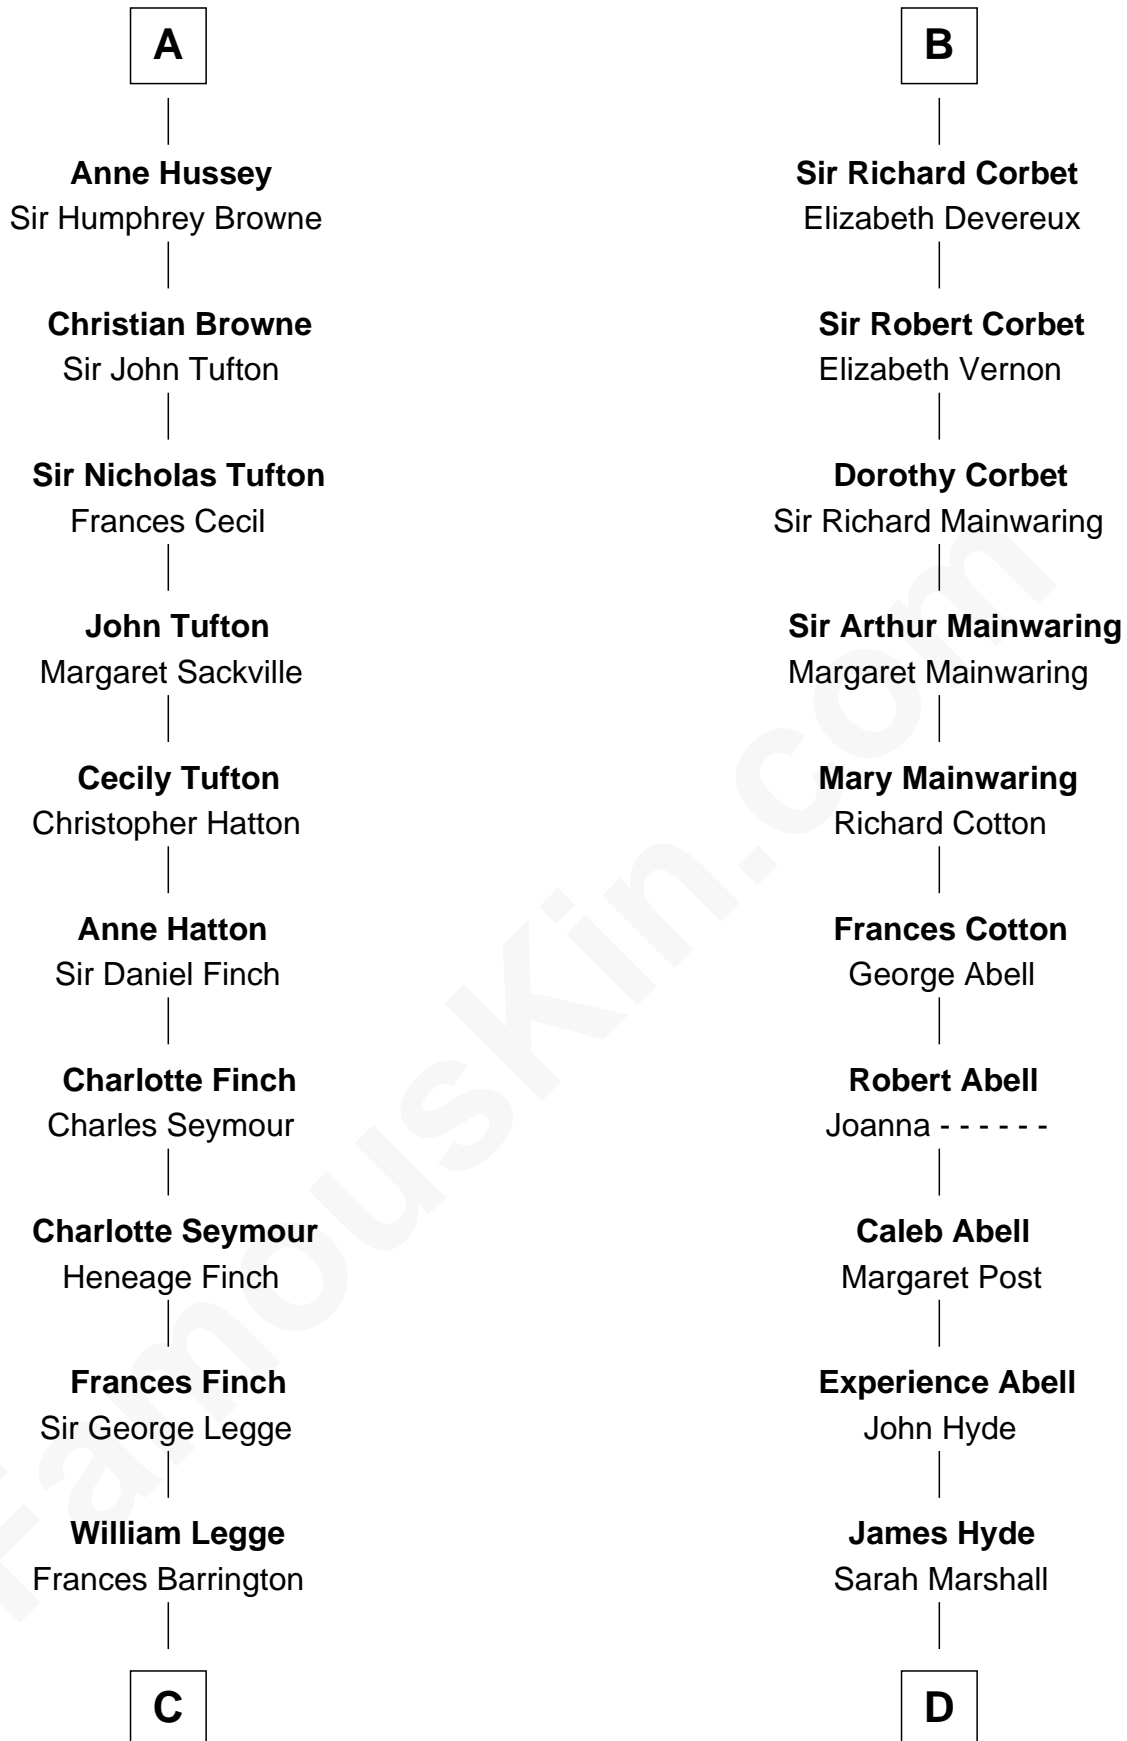 A
Anne Hussey
Sir Humphrey Browne
Christian Browne
Sir John Tufton
Sir Nicholas Tufton
Frances Cecil
John Tufton
Margaret Sackville
Cecily Tufton
Christopher Hatton
Anne Hatton
Sir Daniel Finch
Charlotte Finch
Charles Seymour
Charlotte Seymour
Heneage Finch
Frances Finch
Sir George Legge
William Legge
Frances Barrington
C
B
Sir Richard Corbet
Elizabeth Devereux
Sir Robert Corbet
Elizabeth Vernon
Dorothy Corbet
Sir Richard Mainwaring
Sir Arthur Mainwaring
Margaret Mainwaring
Mary Mainwaring
Richard Cotton
Frances Cotton
George Abell
Robert Abell
Joanna - - - - - -
Caleb Abell
Margaret Post
Experience Abell
John Hyde
James Hyde
Sarah Marshall
D
FamousKin.com